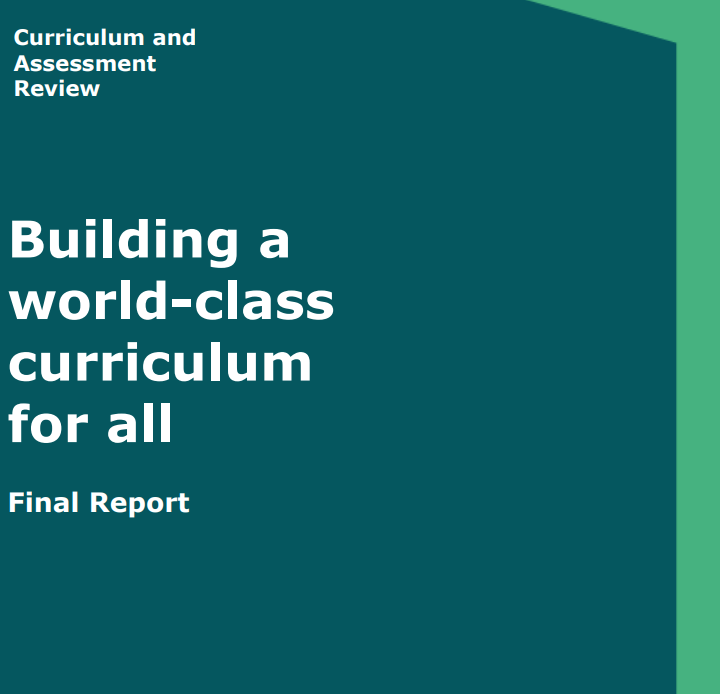 Curriculum and
Assessment
Review
Building a
world-class
curriculum
for all
Final Report